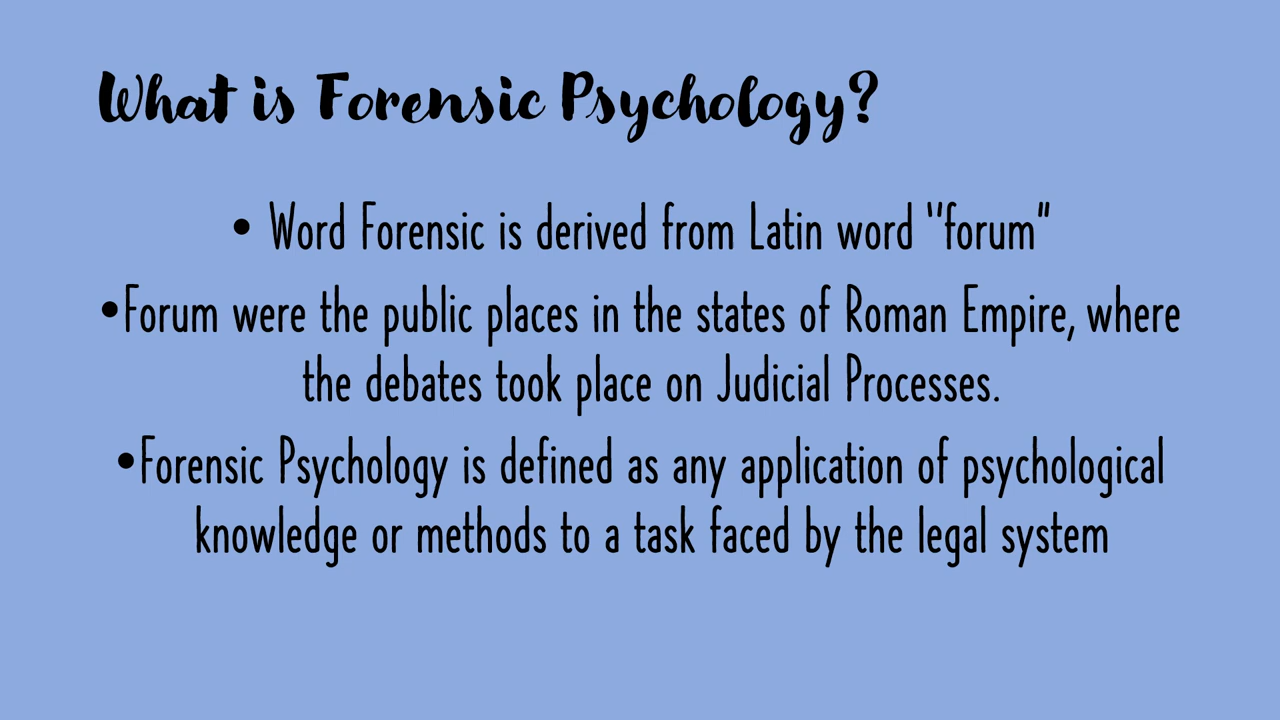 What is Forensic Psychology?
• Word Forensic is derived from Latin word "forum"
•Forum were the public places in the states of Roman Empire, where
the debates took place on Judicial Processes.
•Forensic Psychology is defined as any application of psychological
knowledge or methods to a task faced by the legal system